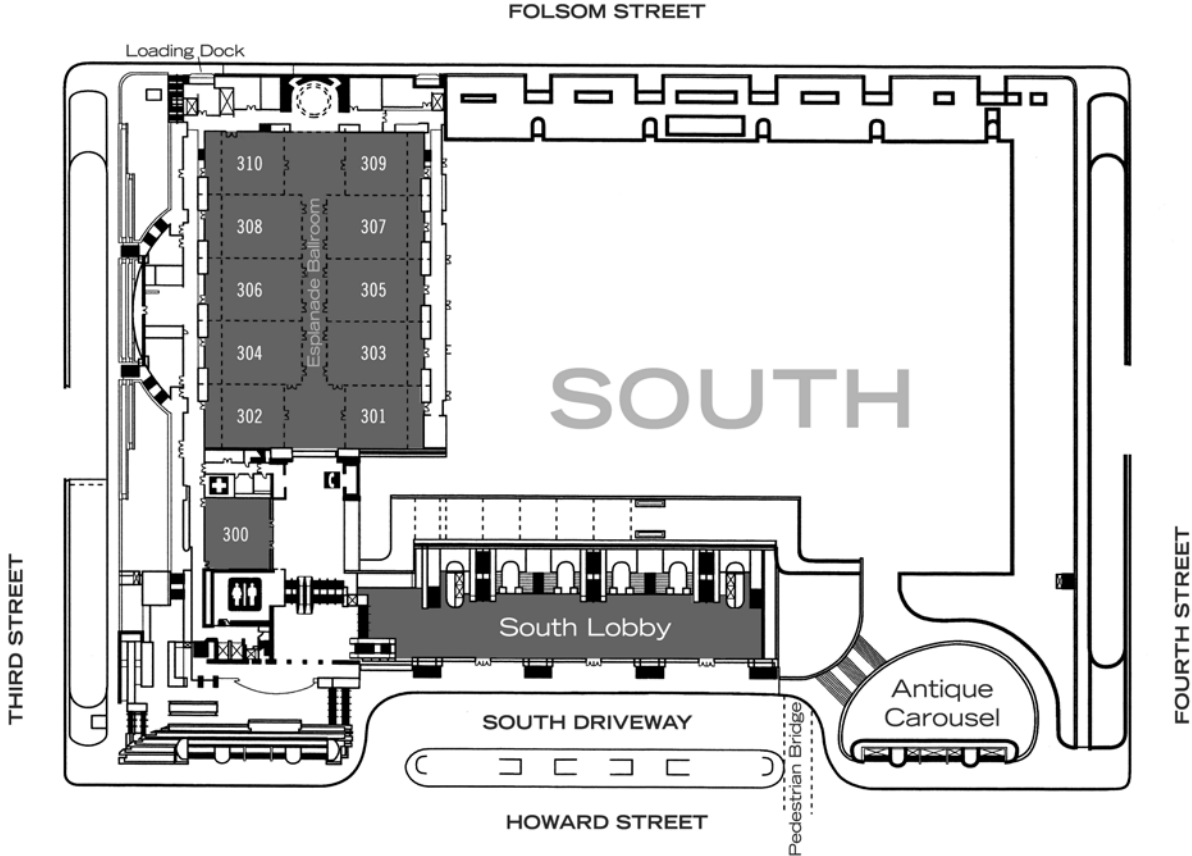 FOLSOM STREET
Loading Dock
310
309
308
307
306
305
304
303
302
301
Esplanade Ballroom
SOUTH
300
South Lobby
THIRD STREET
FOURTH STREET
Antique
Carousel
SOUTH DRIVEWAY
Pedestrian Bridge
HOWARD STREET